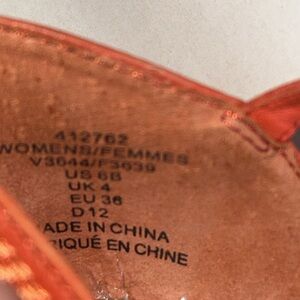 412762
WOMENS/FEMMES
V3644/F3639
US 6B
UK 4
EU 36
D12
ADE IN CHINA
RIQUÉ EN CHINE